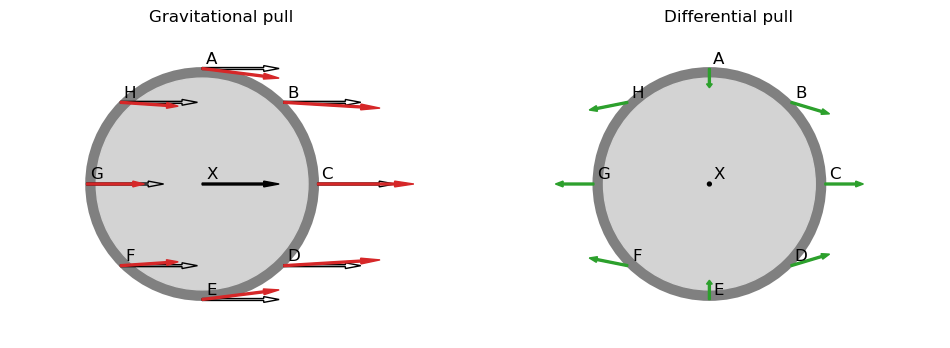 Gravitational pull
A
H
B
G
X
C
F
D
E
Differential pull
A
H
B
G
X
C
F
D
E